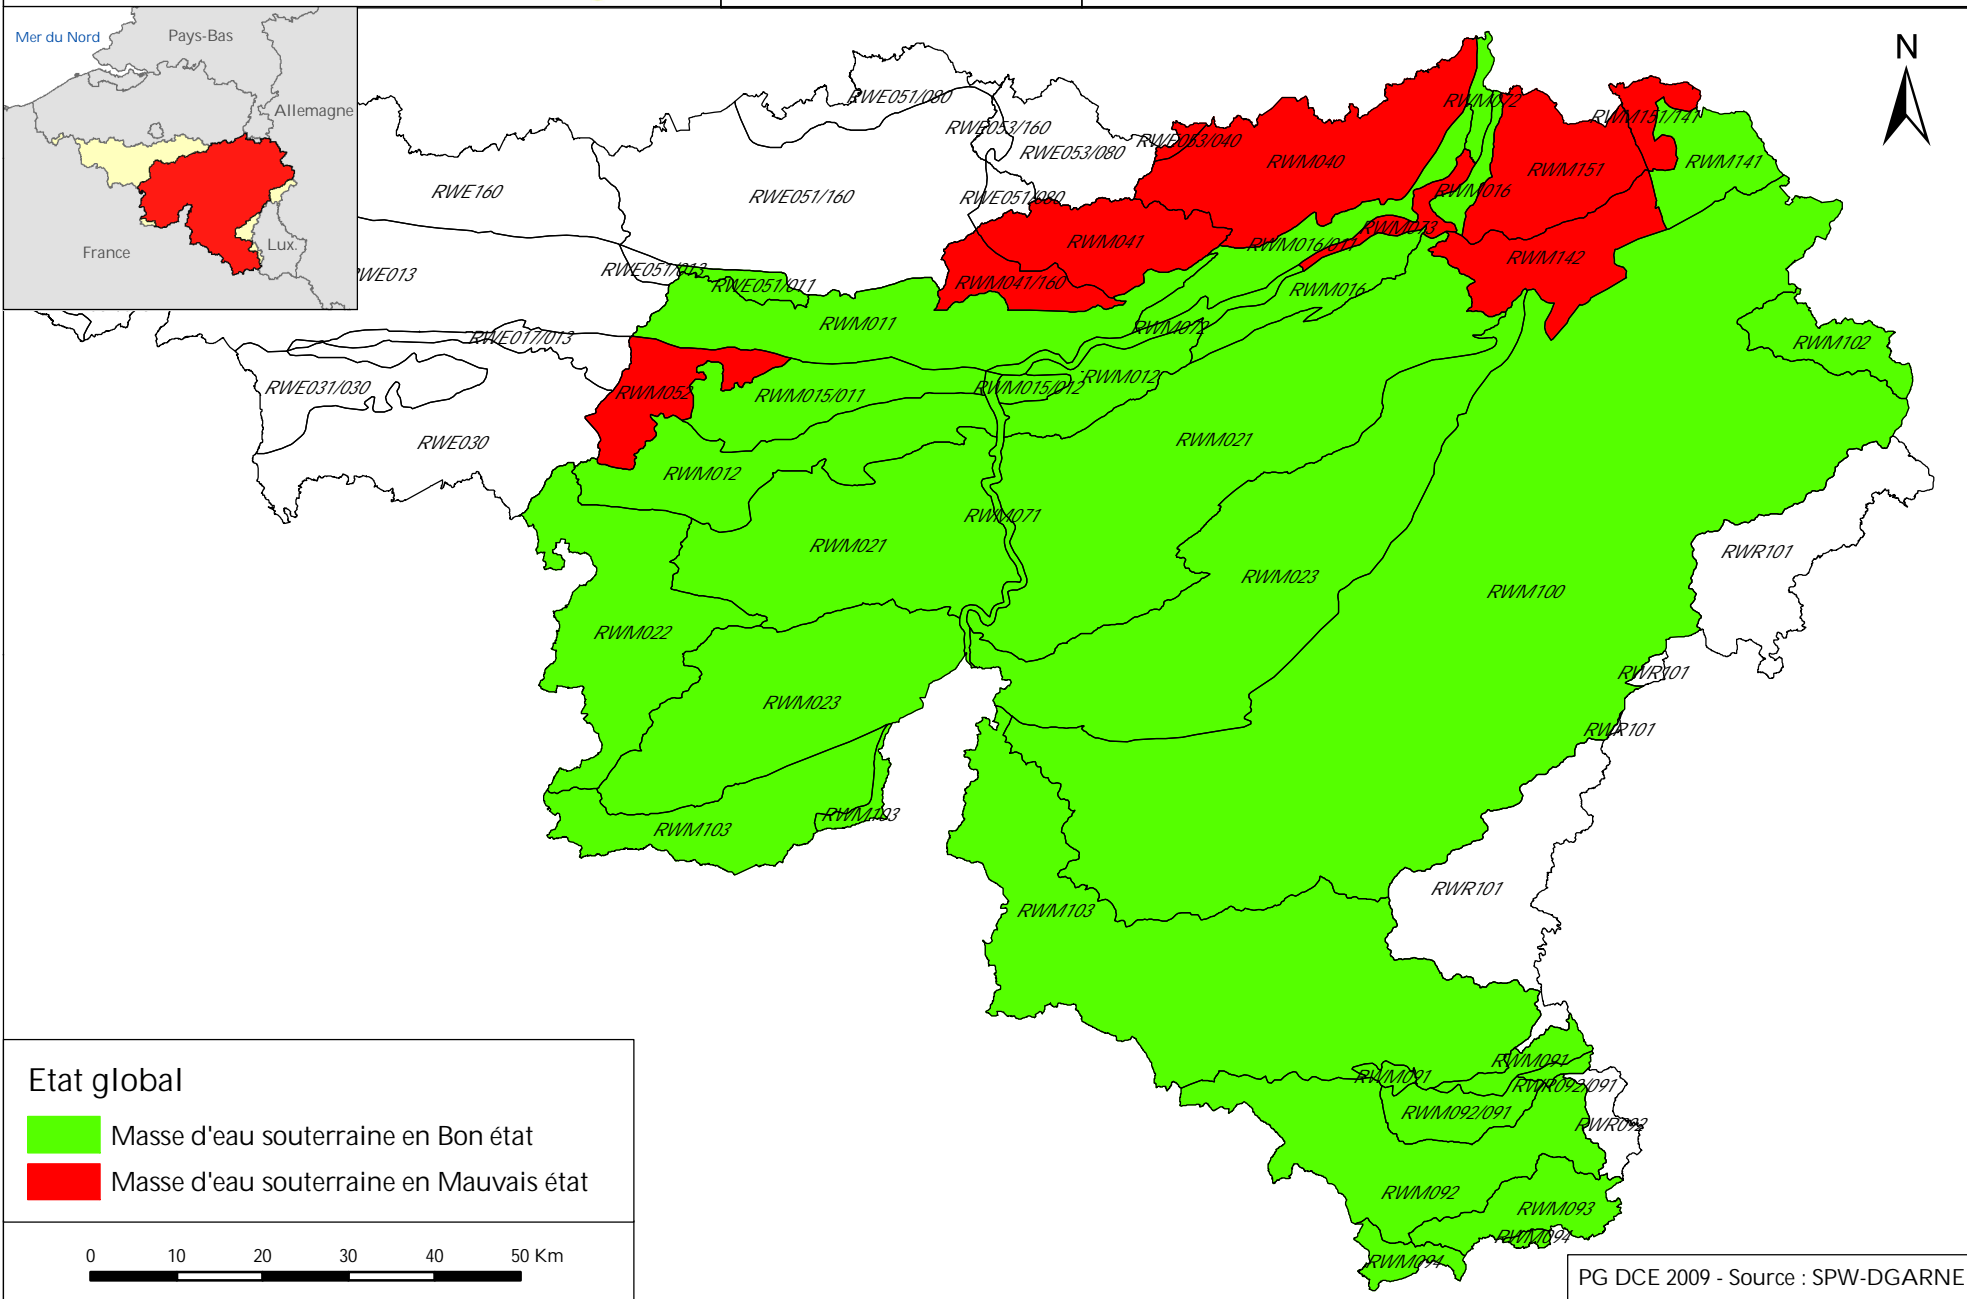 Mer du Nord
Pays-Bas
Allemagne
France
Lux.
N
RWE051/080
RWE053/160
RWE053/080
RWE053/040
RWM040
RWM072
RWM151
RWM151/141
RWM141
RWE160
RWE051/160
RWE051/080
RWM016
RWM041
RWM016/011
RWM073
RWM142
RWE013
RWE051/013
RWE051/011
RWM041/160
RWM016
RWM011
RWM072
RWE017/013
RWM102
RWE031/030
RWM052
RWM015/011
RWM015/012
RWM012
RWE030
RWM021
RWM012
RWM071
RWM021
RWM023
RWM100
RWR101
RWM022
RWR101
RWM023
RWR101
RWM103
RWM103
RWR101
RWM103
RWM091
RWM091
RWR092/091
RWM092/091
RWR092
RWM092
RWM093
RWM094
RWM094
Etat global
Masse d'eau souterraine en Bon état
Masse d'eau souterraine en Mauvais état
0 10 20 30 40 50 Km
PG DCE 2009 - Source : SPW-DGARNE